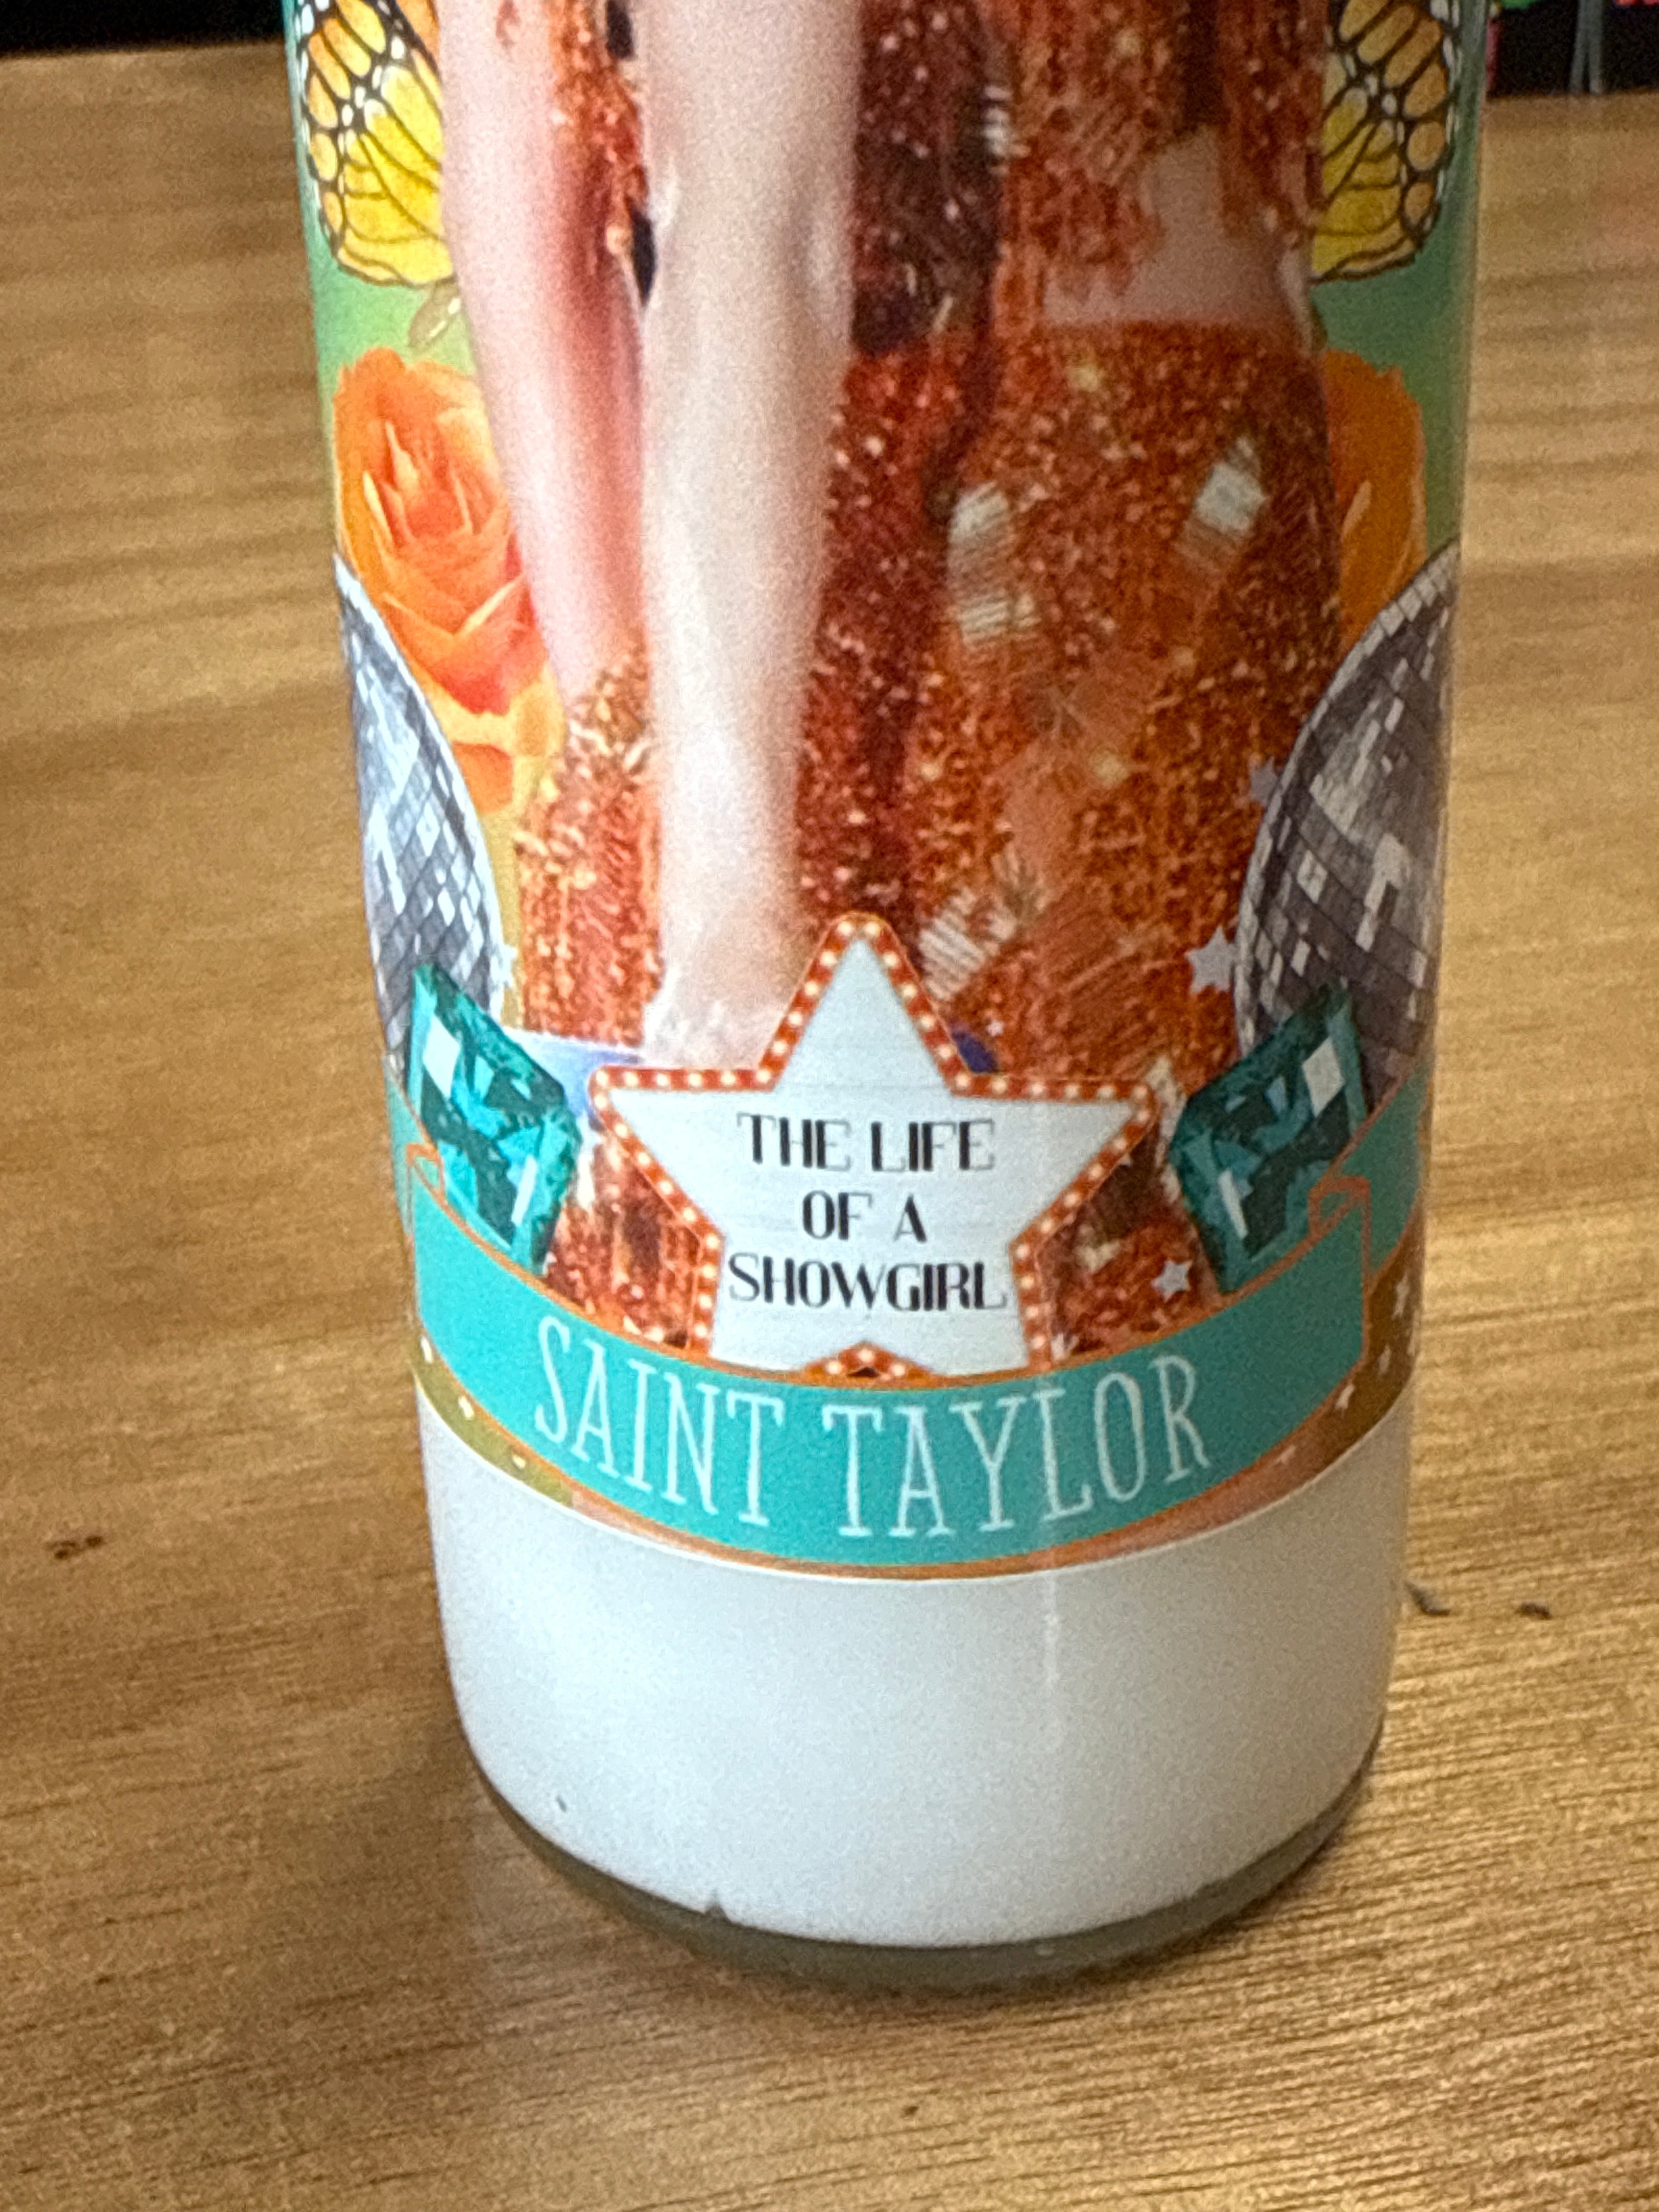 THE LIFE
OF A
SHOWGIRL
SAINT TAYLOR